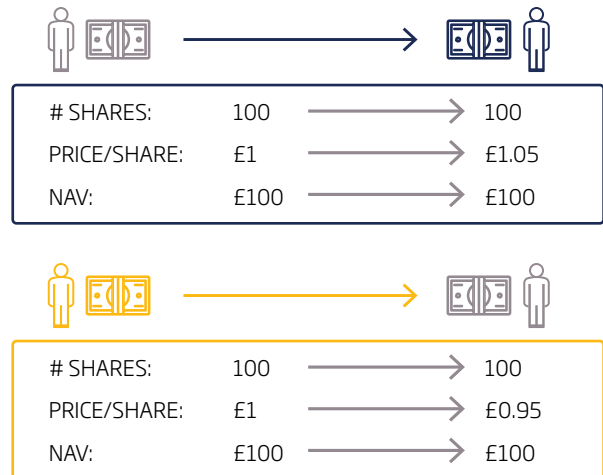 # SHARES: 100 100
PRICE/SHARE: £1 £1.05
NAV: £100 £100
# SHARES: 100 100
PRICE/SHARE: £1 £0.95
NAV: £100 £100